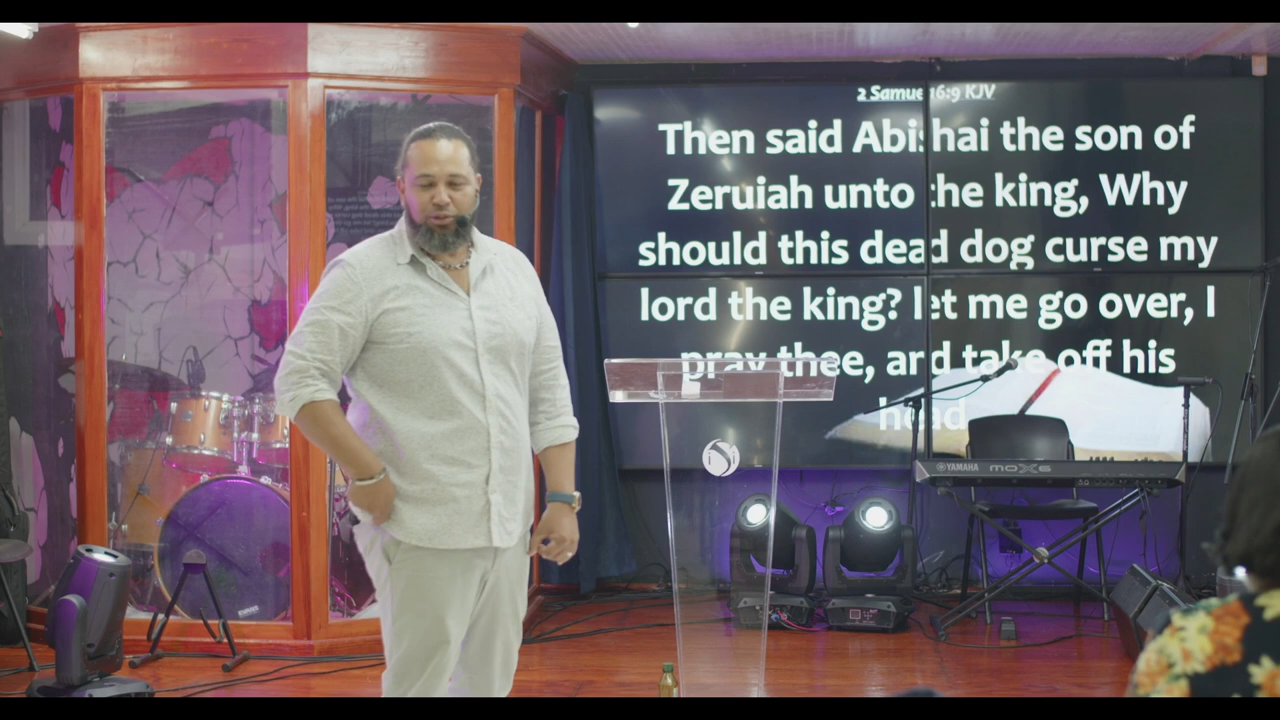 2 Samuel 16:9 KJV
Then said Abishai the son of
Zeruiah unto the king, Why
should this dead dog curse my
lord the king? let me go over, I
pray thee, and take off his
head
YAMAHA MOX6